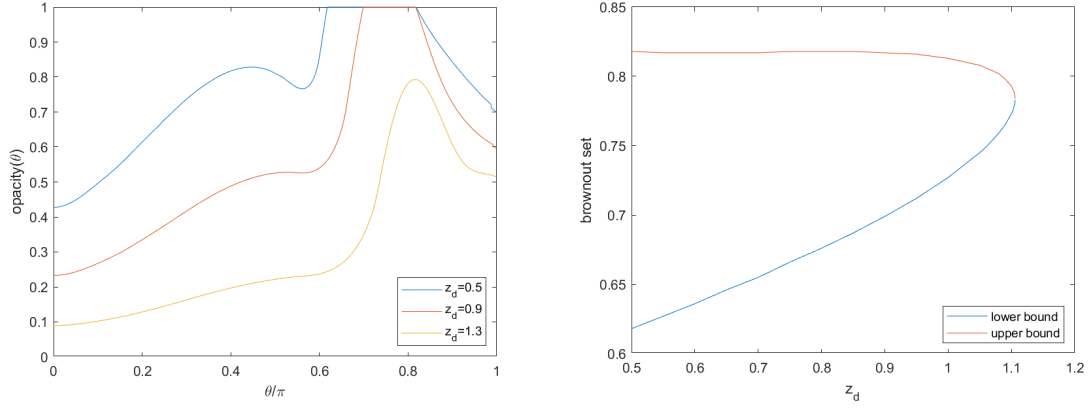 1
0.9
0.8
0.7
0.6
0.5
0.4
0.3
0.2
0.1
0
opacity(θ)
0 0.2 0.4 0.6 0.8 1
θ/π
z_d=0.5
z_d=0.9
z_d=1.3
0.85
0.8
0.75
0.7
0.65
0.6
brownout set
0.5 0.6 0.7 0.8 0.9 1 1.1 1.2
z_d
lower bound
upper bound